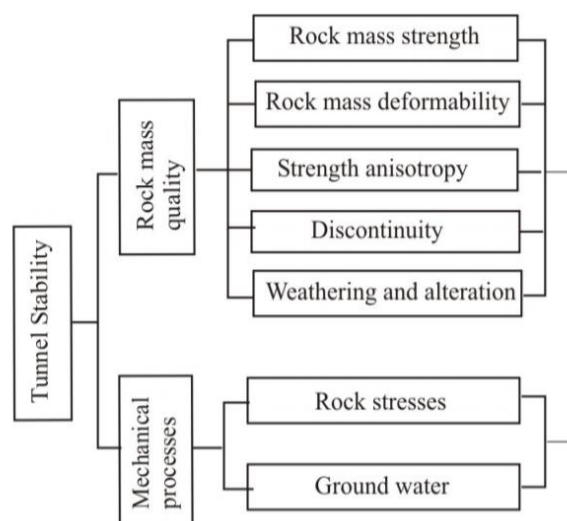 Tunnel Stability
Rock mass
quality
Rock mass strength
Rock mass deformability
Strength anisotropy
Discontinuity
Weathering and alteration
Mechanical
processes
Rock stresses
Ground water